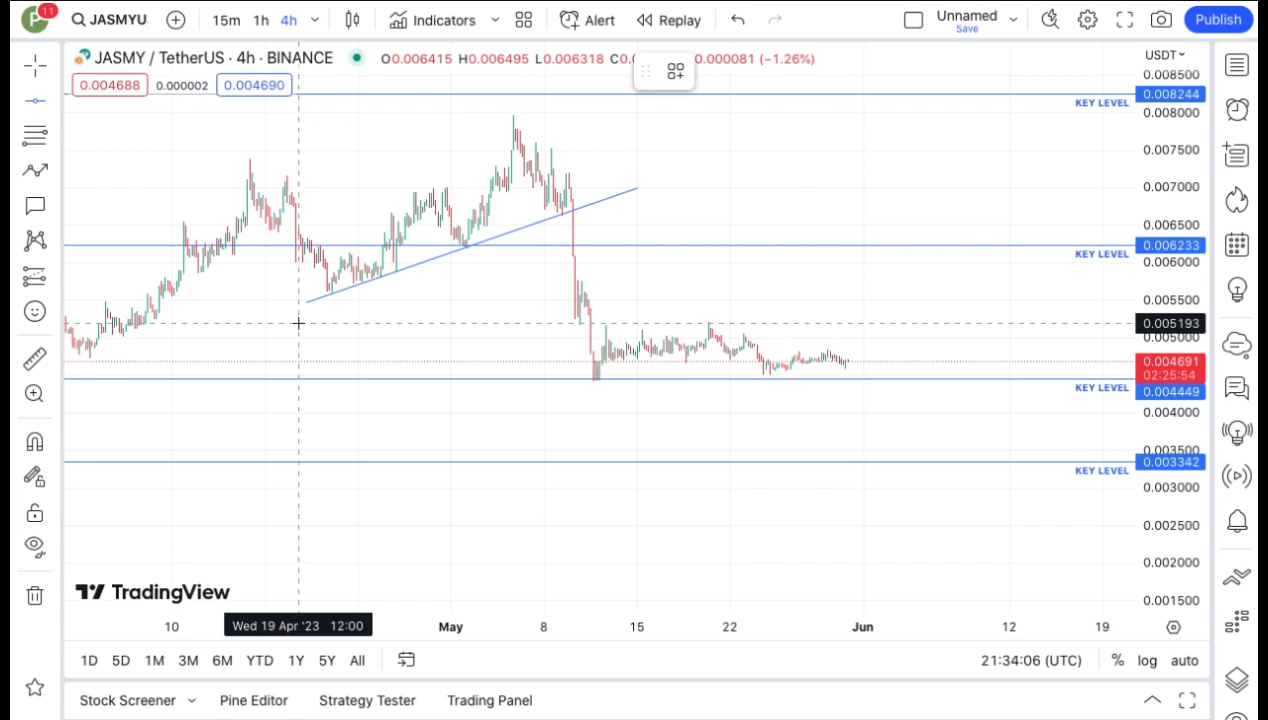 P 11 JASMYU 15m 1h 4h Indicators Alert Replay Unnamed Save Publish
JASMY / TetherUS · 4h · BINANCE O0.006415 H0.006495 L0.006318 C0. 0.000081 (−1.26%) USDT
0.004688 0.000002 0.004690
0.008500
0.008244
KEY LEVEL
0.008000
0.007500
0.007000
0.006500
0.006233
KEY LEVEL
0.006000
0.005500
0.005193
0.005000
0.004691
02:25:54
KEY LEVEL
0.004449
0.004000
0.003500
0.003342
KEY LEVEL
0.003000
0.002500
0.002000
TradingView
0.001500
10 Wed 19 Apr '23 12:00 May 8 15 22 Jun 12 19
1D 5D 1M 3M 6M YTD 1Y 5Y All 21:34:06 (UTC) % log auto
Stock Screener Pine Editor Strategy Tester Trading Panel